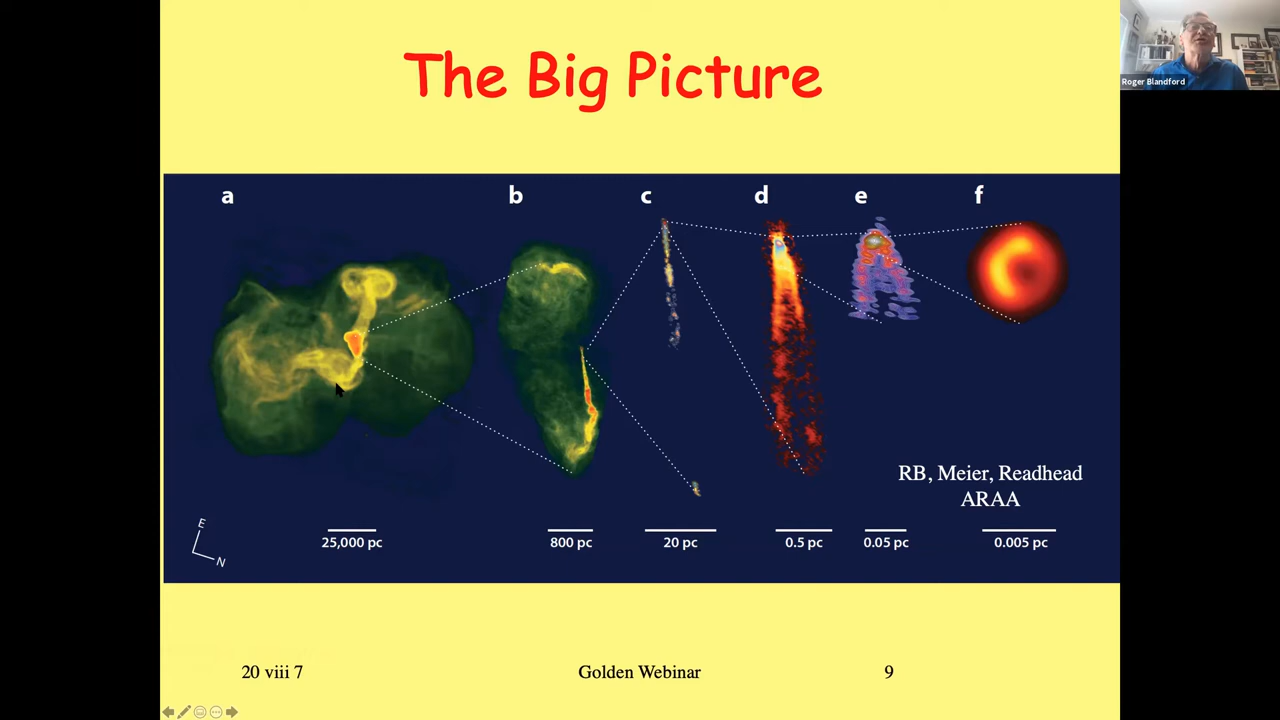 The Big Picture
Roger Blandford
a b c d e f
RB, Meier, Readhead
ARAA
E
N
25,000 pc 800 pc 20 pc 0.5 pc 0.05 pc 0.005 pc
20 viii 7 Golden Webinar 9